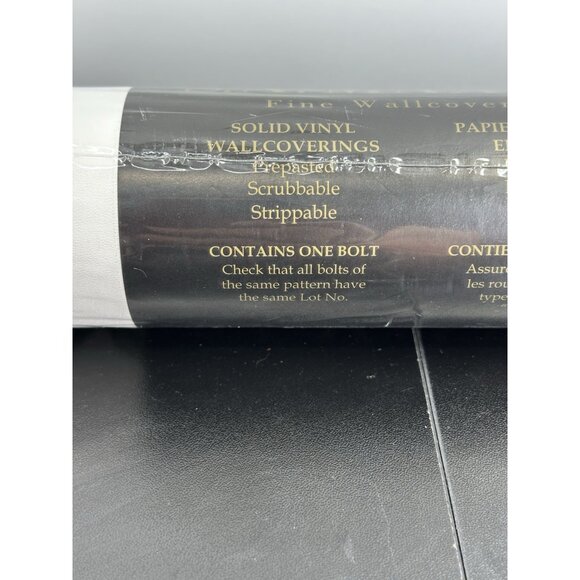 Fine Wallcover
SOLID VINYL
WALLCOVERINGS
Prepasted
Scrubbable
Strippable
CONTAINS ONE BOLT
Check that all bolts of
the same pattern have
the same Lot No.
PAPIE
E
CONTIE
Assure
les rou
type